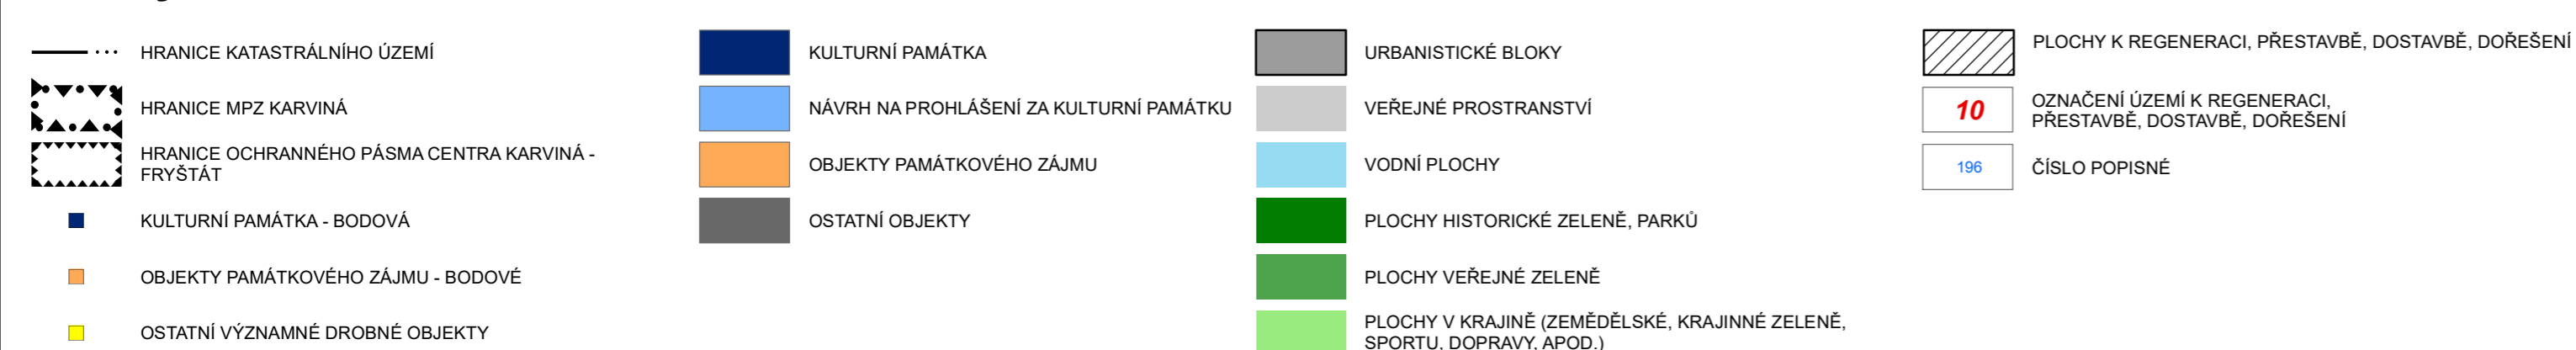 HRANICE KATASTRÁLNÍHO ÚZEMÍ
HRANICE MPZ KARVINÁ
HRANICE OCHRANNÉHO PÁSMA CENTRA KARVINÁ -
FRYŠTÁT
KULTURNÍ PAMÁTKA - BODOVÁ
OBJEKTY PAMÁTKOVÉHO ZÁJMU - BODOVÉ
OSTATNÍ VÝZNAMNÉ DROBNÉ OBJEKTY
KULTURNÍ PAMÁTKA
NÁVRH NA PROHLÁŠENÍ ZA KULTURNÍ PAMÁTKU
OBJEKTY PAMÁTKOVÉHO ZÁJMU
OSTATNÍ OBJEKTY
URBANISTICKÉ BLOKY
VEŘEJNÉ PROSTRANSTVÍ
VODNÍ PLOCHY
PLOCHY HISTORICKÉ ZELENĚ, PARKŮ
PLOCHY VEŘEJNÉ ZELENĚ
PLOCHY V KRAJINĚ (ZEMĚDĚLSKÉ, KRAJINNÉ ZELENĚ,
SPORTU, DOPRAVY, APOD.)
PLOCHY K REGENERACI, PŘESTAVBĚ, DOSTAVBĚ, DOŘEŠENÍ
10
OZNAČENÍ ÚZEMÍ K REGENERACI,
PŘESTAVBĚ, DOSTAVBĚ, DOŘEŠENÍ
196
ČÍSLO POPISNÉ